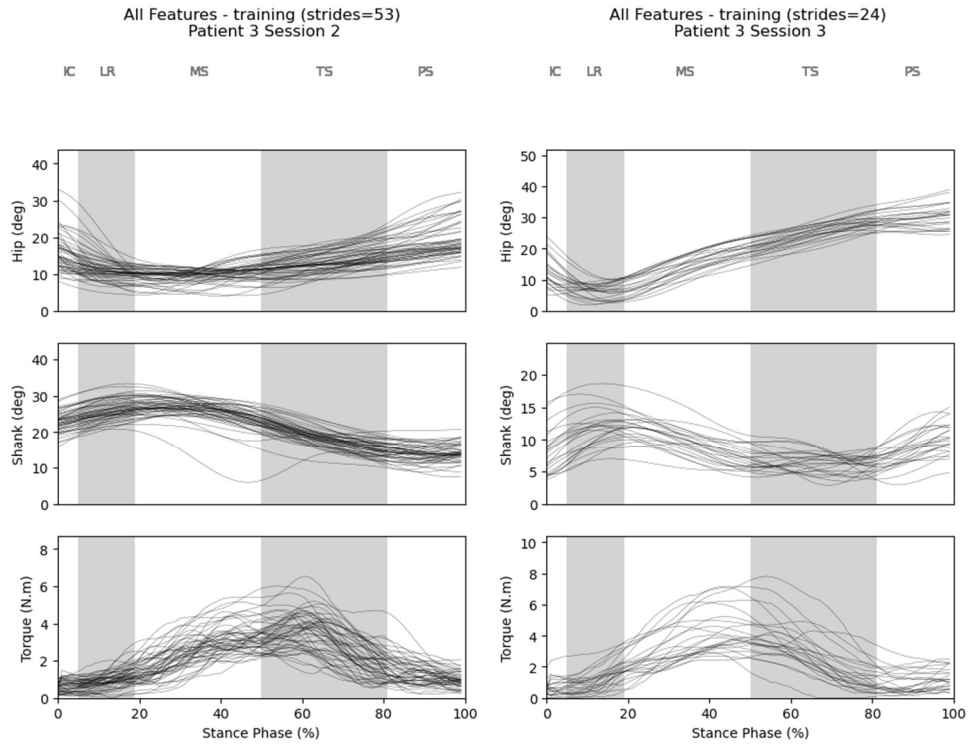 All Features - training (strides=53)
Patient 3 Session 2
IC LR MS TS PS
40
30
20
10
0
Hip (deg)
40
30
20
10
0
Shank (deg)
8
6
4
2
0
Torque (N.m)
0 20 40 60 80 100
Stance Phase (%)
All Features - training (strides=24)
Patient 3 Session 3
IC LR MS TS PS
50
40
30
20
10
0
Hip (deg)
20
15
10
5
0
Shank (deg)
10
8
6
4
2
0
Torque (N.m)
0 20 40 60 80 100
Stance Phase (%)